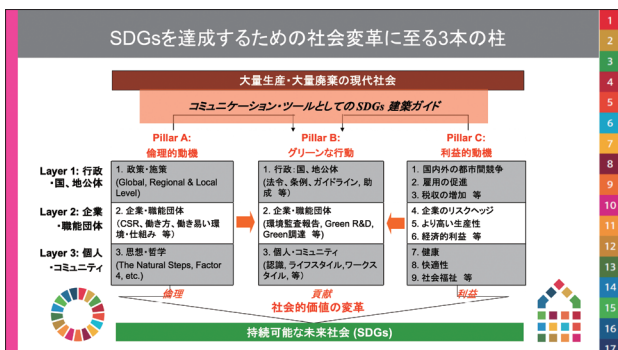 SDGsを達成するための社会変革に至る3本の柱
大量生産・大量廃棄の現代社会
コミュニケーション・ツールとしてのSDGs 建築ガイド
Pillar A:
倫理的動機
Pillar B:
グリーンな行動
Pillar C:
利益的動機
Layer 1: 行政
・国、地公体
1. 政策・施策
(Global, Regional & Local
Level)
1. 行政：国、地公体
(法令、条例、ガイドライン、助
成 等)
1. 国内外の都市間競争
2. 雇用の促進
3. 税収の増加 等
Layer 2: 企業
・職能団体
2. 企業・職能団体
(CSR、働き方、働き易い環
境・仕組み 等)
2. 企業・職能団体
(環境監査報告、Green R&D、
Green調達 等)
4. 企業のリスクヘッジ
5. より高い生産性
6. 経済的利益 等
Layer 3: 個人
・コミュニティ
3. 思想・哲学
(The Natural Steps, Factor
4, etc.)
3. 個人・コミュニティ
(認識、ライフスタイル、ワークス
タイル、等)
7. 健康
8. 快適性
9. 社会福祉 等
倫理
貢献
利益
社会的価値の変革
持続可能な未来社会 (SDGs)
1
2
3
4
5
6
7
8
9
10
11
12
13
14
15
16
17